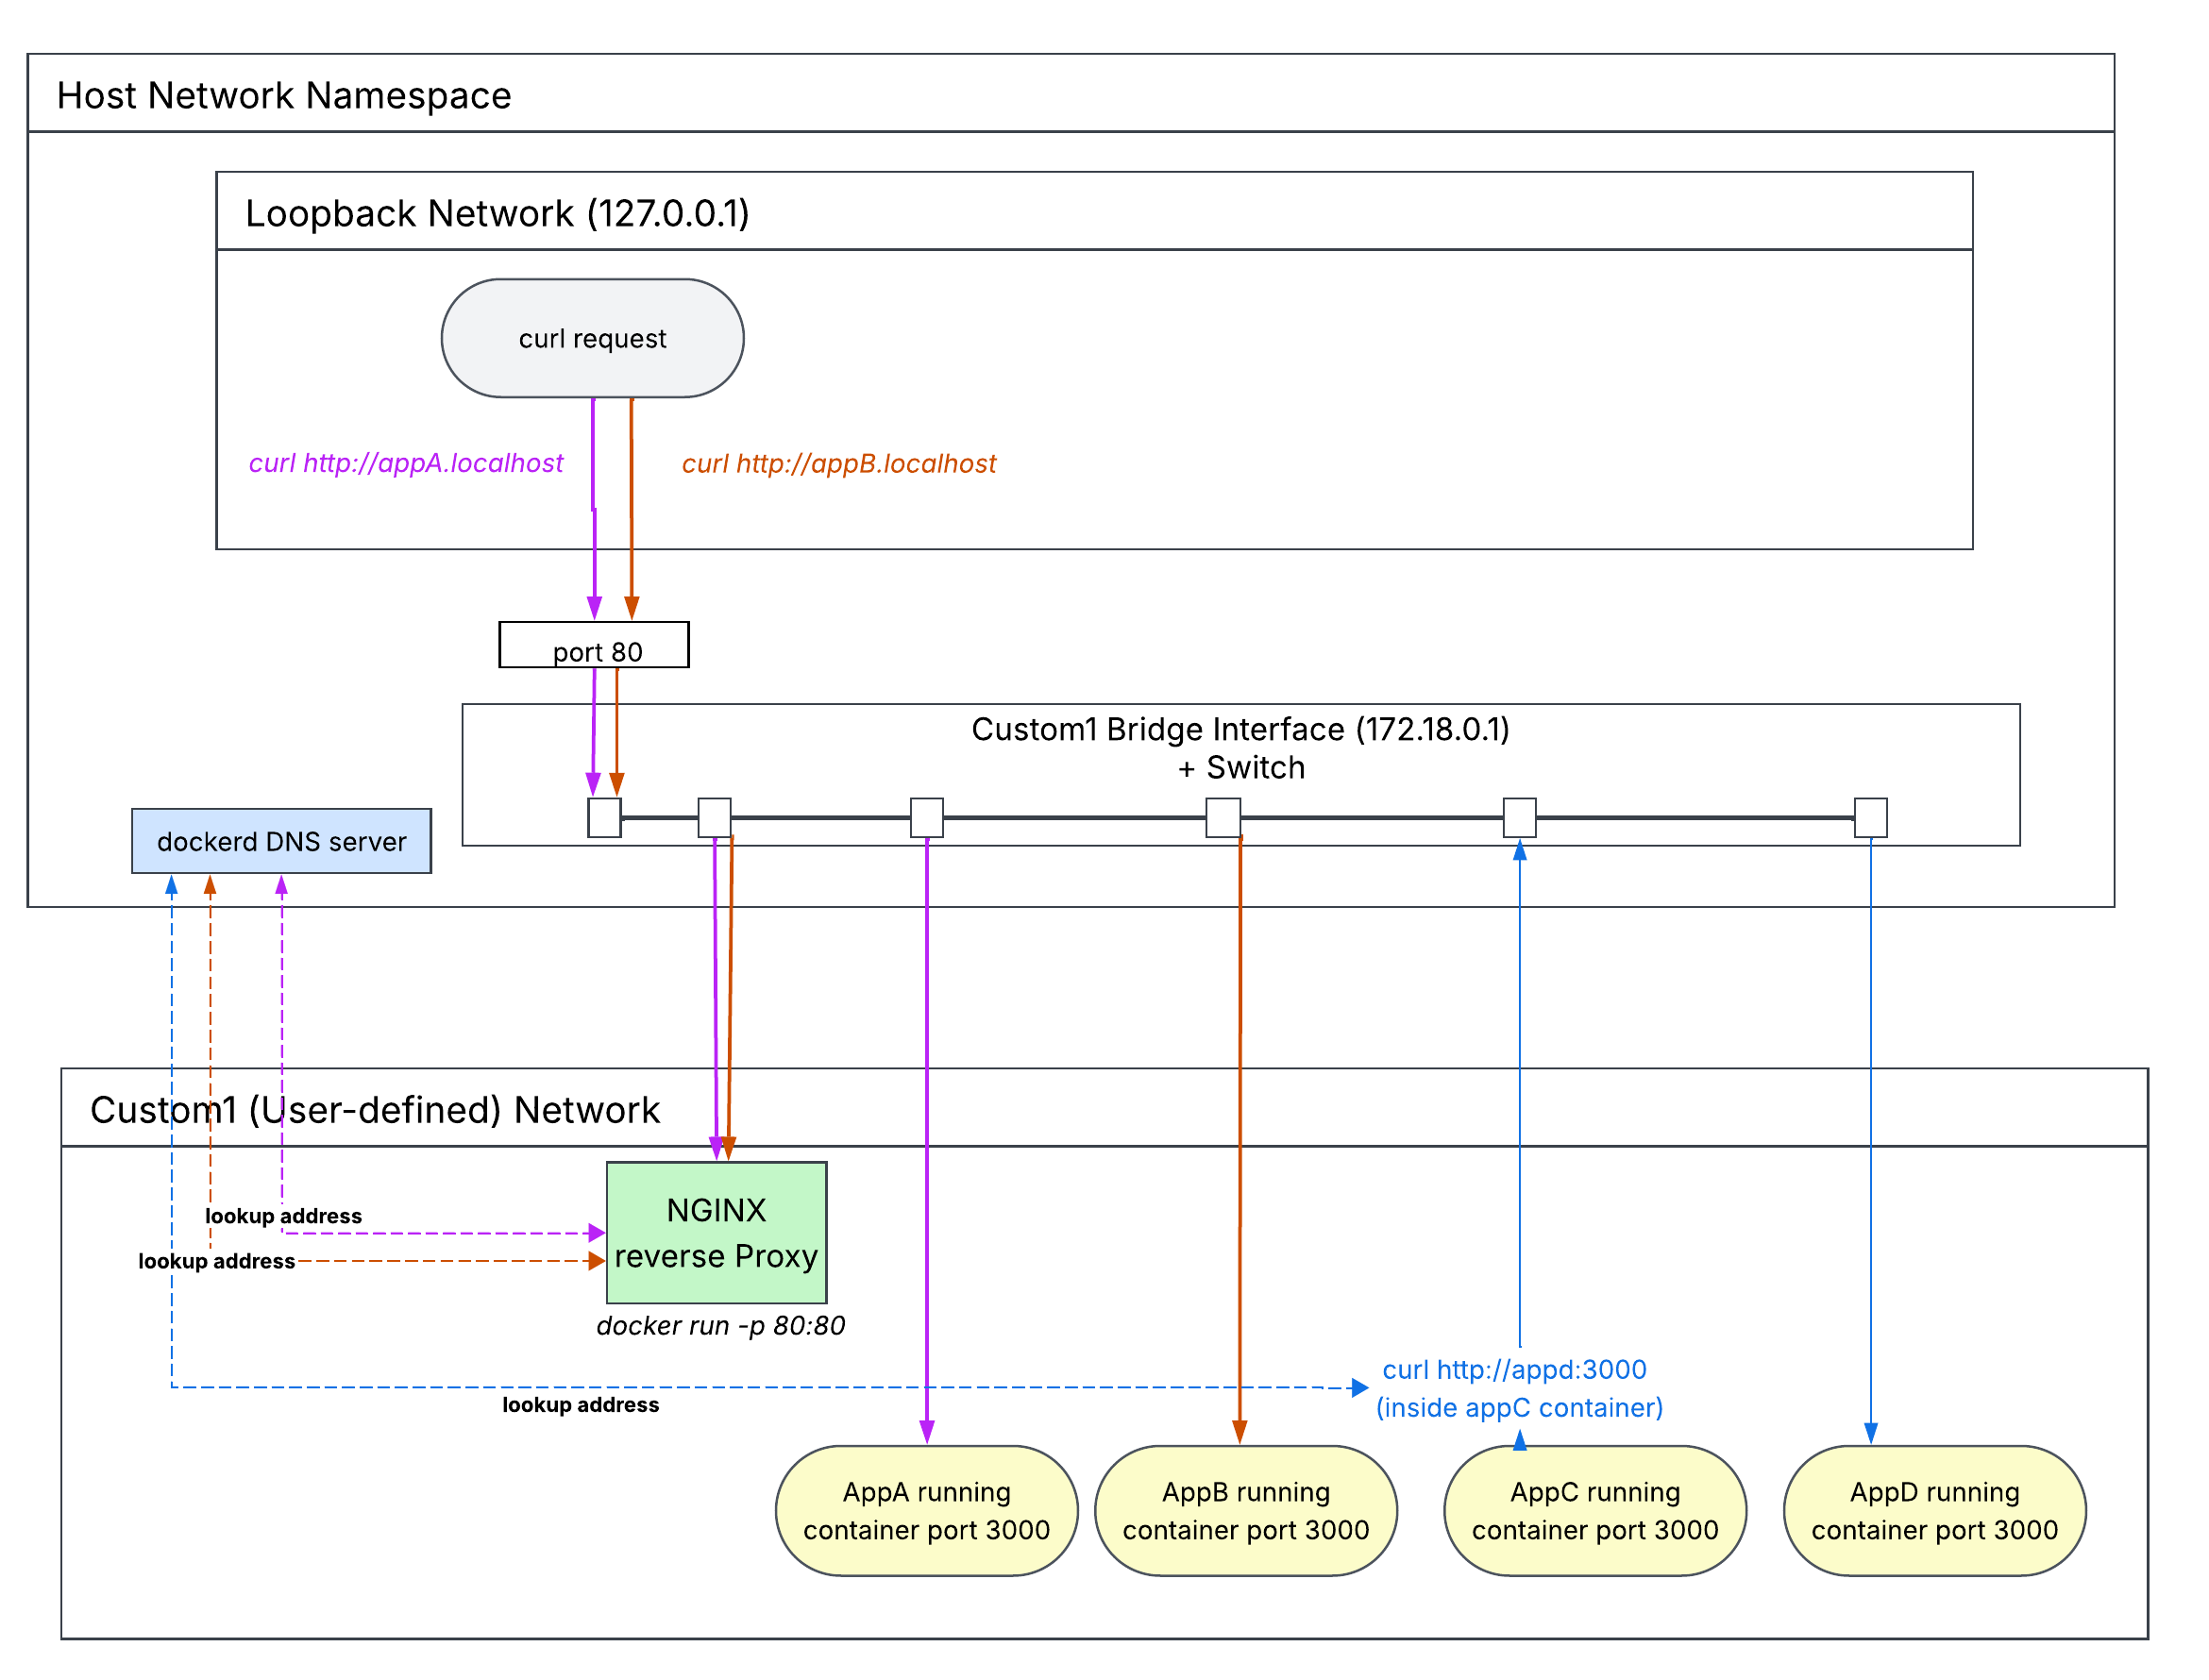 Host Network Namespace
Loopback Network (127.0.0.1)
curl request
curl http://appA.localhost
curl http://appB.localhost
port 80
Custom1 Bridge Interface (172.18.0.1)
+ Switch
dockerd DNS server
Custom1 (User-defined) Network
NGINX
reverse Proxy
lookup address
lookup address
docker run -p 80:80
curl http://appd:3000
(inside appC container)
lookup address
AppA running
container port 3000
AppB running
container port 3000
AppC running
container port 3000
AppD running
container port 3000